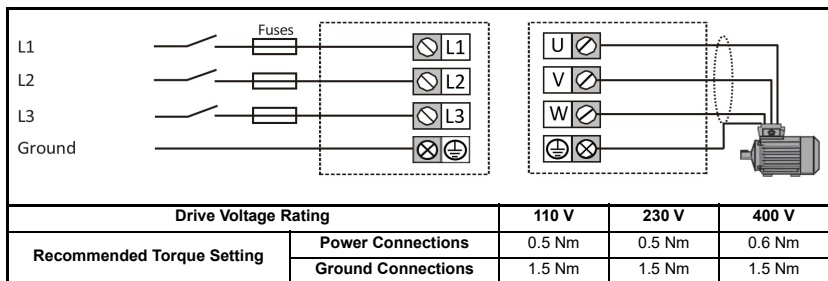 Fuses
L1 L1 U
L2 L2 V
L3 L3 W
Ground
Drive Voltage Rating 110 V 230 V 400 V
Recommended Torque Setting Power Connections 0.5 Nm 0.5 Nm 0.6 Nm
Ground Connections 1.5 Nm 1.5 Nm 1.5 Nm